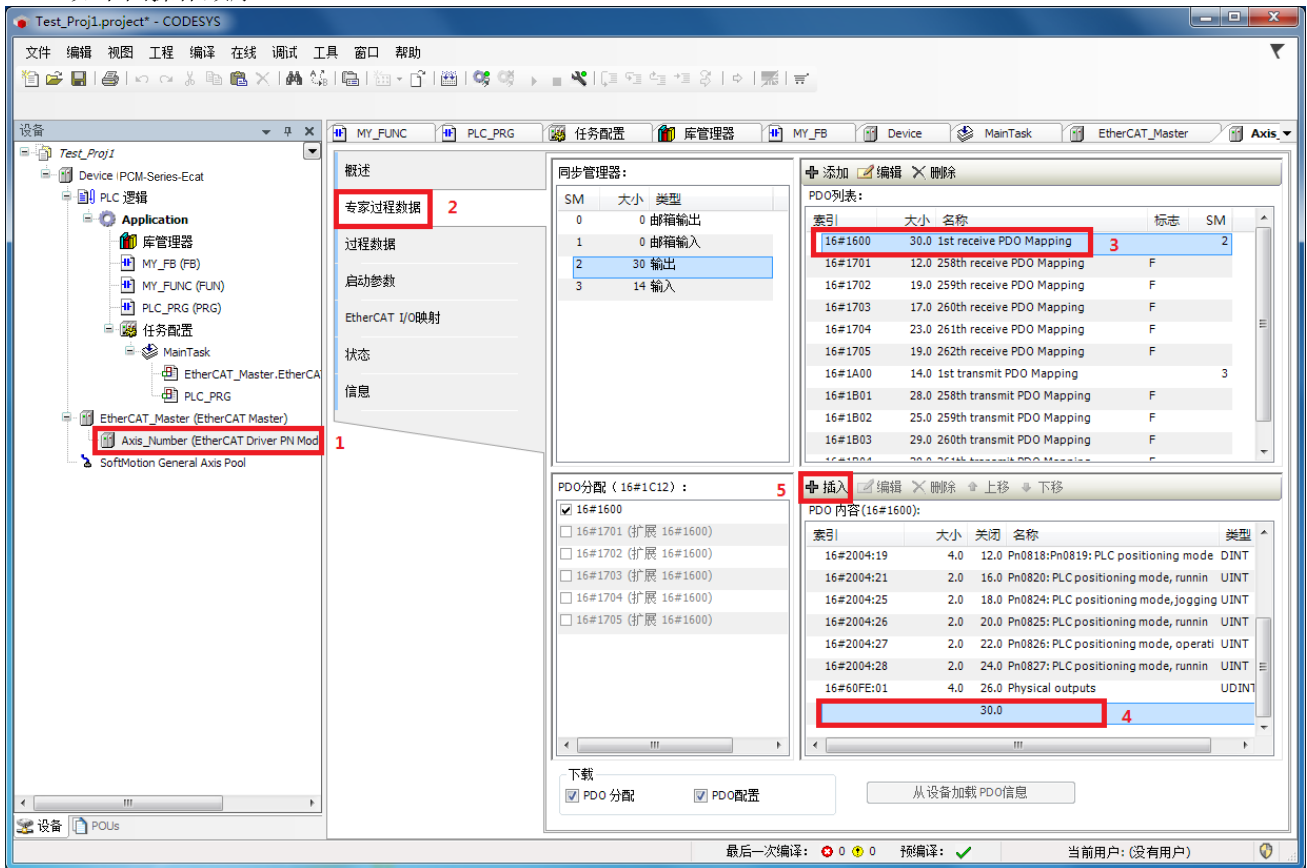 Test_Proj1.project* - CODESYS
文件 编辑 视图 工程 编译 在线 调试 工具 窗口 帮助
设备
Test_Proj1
Device (PCM-Series-Ecat
PLC 逻辑
Application
库管理器
MY_FB (FB)
MY_FUNC (FUN)
PLC_PRG (PRG)
任务配置
MainTask
EtherCAT_Master.EtherCA
PLC_PRG
EtherCAT_Master (EtherCAT Master)
Axis_Number (EtherCAT Driver PN Mod
1
SoftMotion General Axis Pool
设备 POUs
MY_FUNC PLC_PRG 任务配置 库管理器 MY_FB Device MainTask EtherCAT_Master Axis_
概述
专家过程数据 2
过程数据
启动参数
EtherCAT I/O映射
状态
信息
同步管理器:
SM 大小 类型
0 0 邮箱输出
1 0 邮箱输入
2 30 输出
3 14 输入
添加 编辑 删除
PDO列表:
索引 大小 名称 标志 SM
16#1600 30.0 1st receive PDO Mapping 2
3
16#1701 12.0 258th receive PDO Mapping F
16#1702 19.0 259th receive PDO Mapping F
16#1703 17.0 260th receive PDO Mapping F
16#1704 23.0 261th receive PDO Mapping F
16#1705 19.0 262th receive PDO Mapping F
16#1A00 14.0 1st transmit PDO Mapping 3
16#1B01 28.0 258th transmit PDO Mapping F
16#1B02 25.0 259th transmit PDO Mapping F
16#1B03 29.0 260th transmit PDO Mapping F
PDO分配 ( 16#1C12) :
16#1600
16#1701 (扩展 16#1600)
16#1702 (扩展 16#1600)
16#1703 (扩展 16#1600)
16#1704 (扩展 16#1600)
16#1705 (扩展 16#1600)
5
插入 编辑 删除 上移 下移
PDO 内容(16#1600):
索引 大小 关闭 名称 类型
16#2004:19 4.0 12.0 Pn0818:Pn0819: PLC positioning mode DINT
16#2004:21 2.0 16.0 Pn0820: PLC positioning mode, runnin UINT
16#2004:25 2.0 18.0 Pn0824: PLC positioning mode, jogging UINT
16#2004:26 2.0 20.0 Pn0825: PLC positioning mode, runnin UINT
16#2004:27 2.0 22.0 Pn0826: PLC positioning mode, operati UINT
16#2004:28 2.0 24.0 Pn0827: PLC positioning mode, runnin UINT
16#60FE:01 4.0 26.0 Physical outputs UDINT
30.0
4
下载
PDO 分配 PDO配置
从设备加载 PDO信息
最后一次编译: 0 0 预编译: 当前用户: (没有用户)